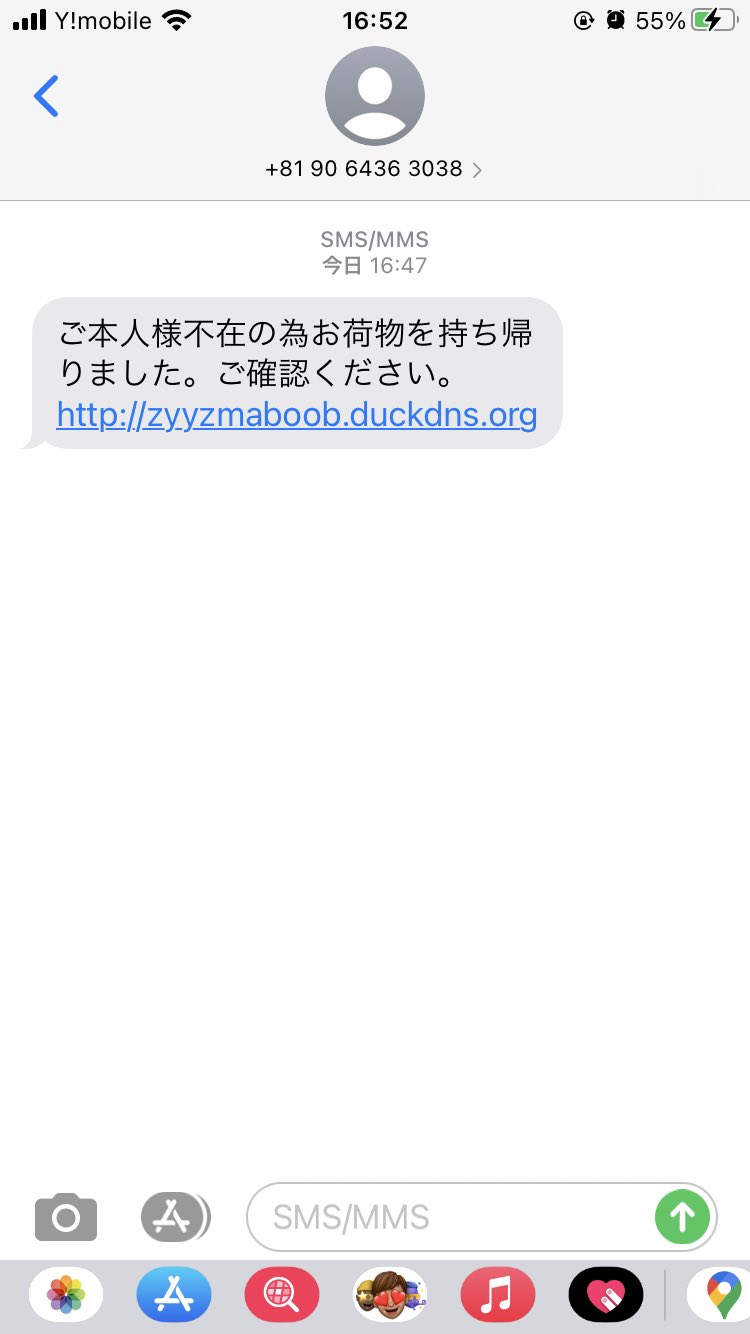 Y!mobile 16:52 55%
+81 90 6436 3038
SMS/MMS
今日 16:47
ご本人様不在の為お荷物を持ち帰
りました。ご確認ください。
http://zyyzmaboob.duckdns.org
SMS/MMS